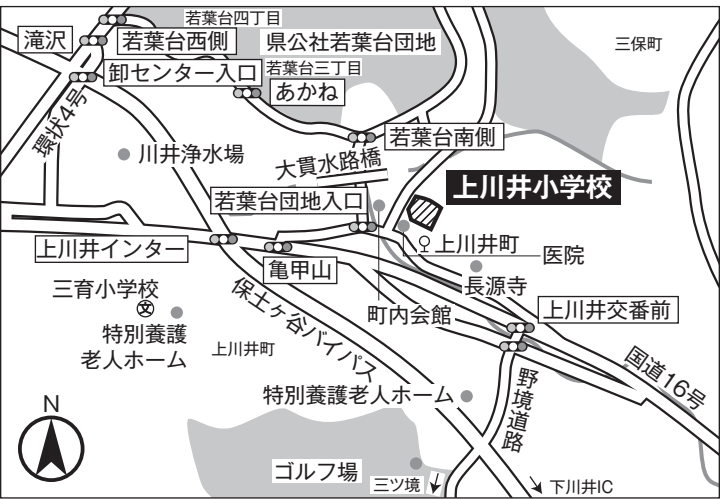 若葉台四丁目
滝沢
若葉台西側
県公社若葉台団地
三保町
卸センター入口
若葉台三丁目
あかね
環状4号
若葉台南側
川井浄水場
大貫水路橋
上川井小学校
若葉台団地入口
上川井インター
上川井町
医院
亀甲山
三育小学校
文
長源寺
保土ヶ谷バイパス
町内会館
上川井交番前
特別養護
老人ホーム
上川井町
国道16号
特別養護老人ホーム
野境道路
N
ゴルフ場
三ツ境
下川井IC